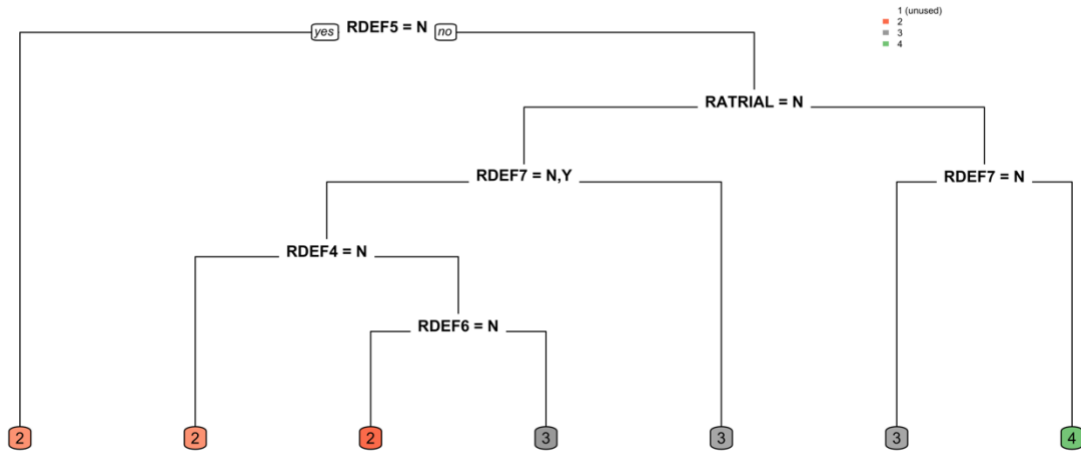 1 (unused)
2
3
4
yes RDEF5 = N no
RATRIAL = N
RDEF7 = N,Y
RDEF7 = N
RDEF4 = N
RDEF6 = N
2 2 2 3 3 3 4